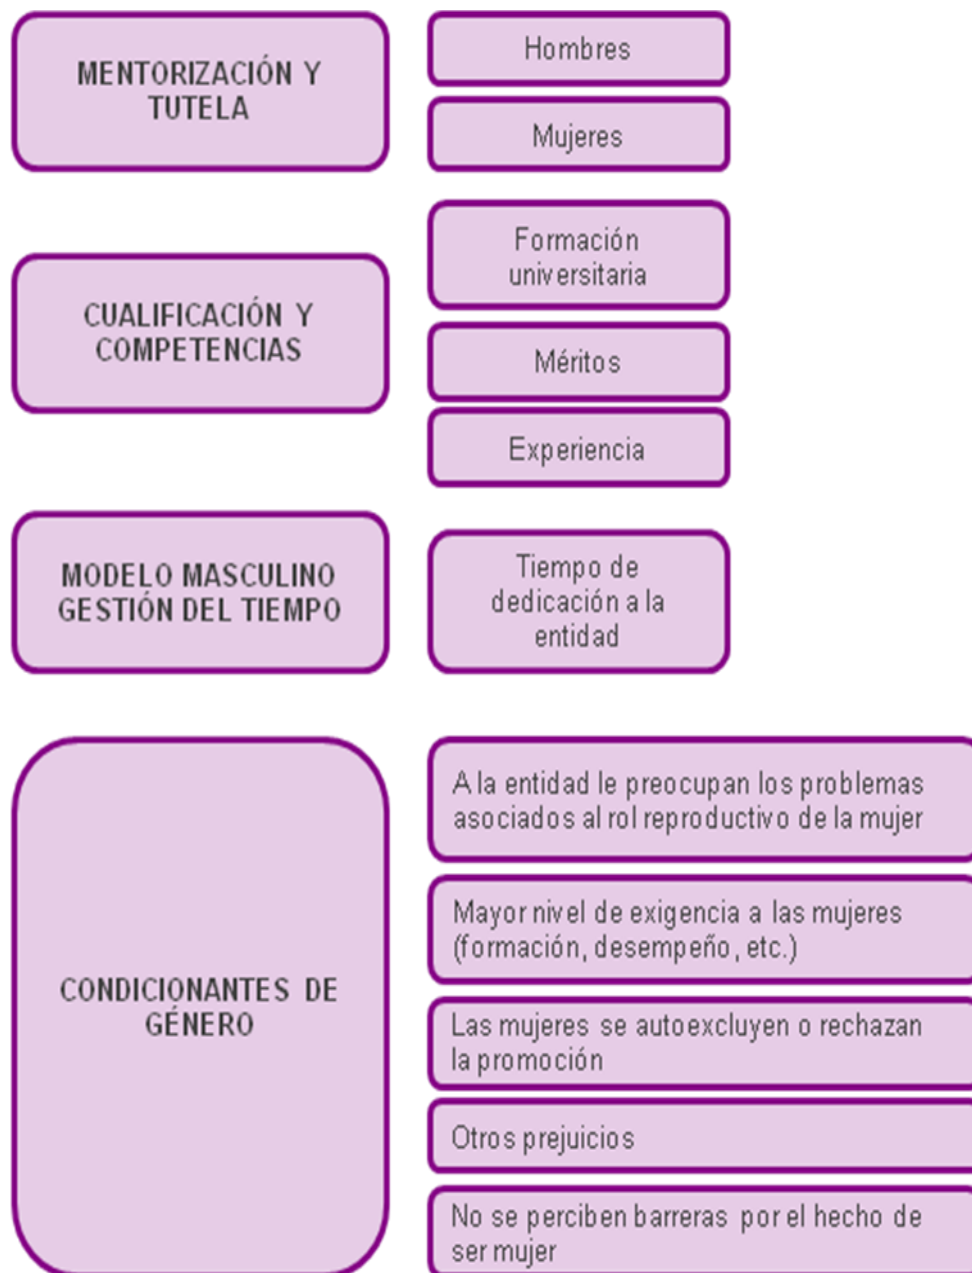 MENTORIZACIÓN Y
TUTELA
Hombres
Mujeres
CUALIFICACIÓN Y
COMPETENCIAS
Formación
universitaria
Méritos
Experiencia
MODELO MASCULINO
GESTIÓN DEL TIEMPO
Tiempo de
dedicación a la
entidad
CONDICIONANTES DE
GÉNERO
A la entidad le preocupan los problemas
asociados al rol reproductivo de la mujer
Mayor nivel de exigencia a las mujeres
(formación, desempeño, etc.)
Las mujeres se autoexcluyen o rechazan
la promoción
Otros prejuicios
No se perciben barreras por el hecho de
ser mujer